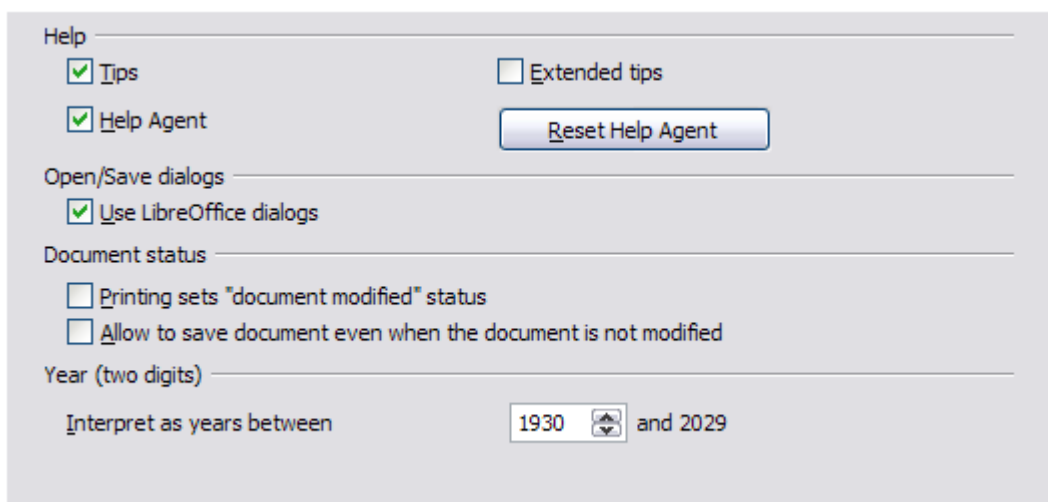 Help
Tips Extended tips
Help Agent Reset Help Agent
Open/Save dialogs
Use LibreOffice dialogs
Document status
Printing sets "document modified" status
Allow to save document even when the document is not modified
Year (two digits)
Interpret as years between 1930 and 2029